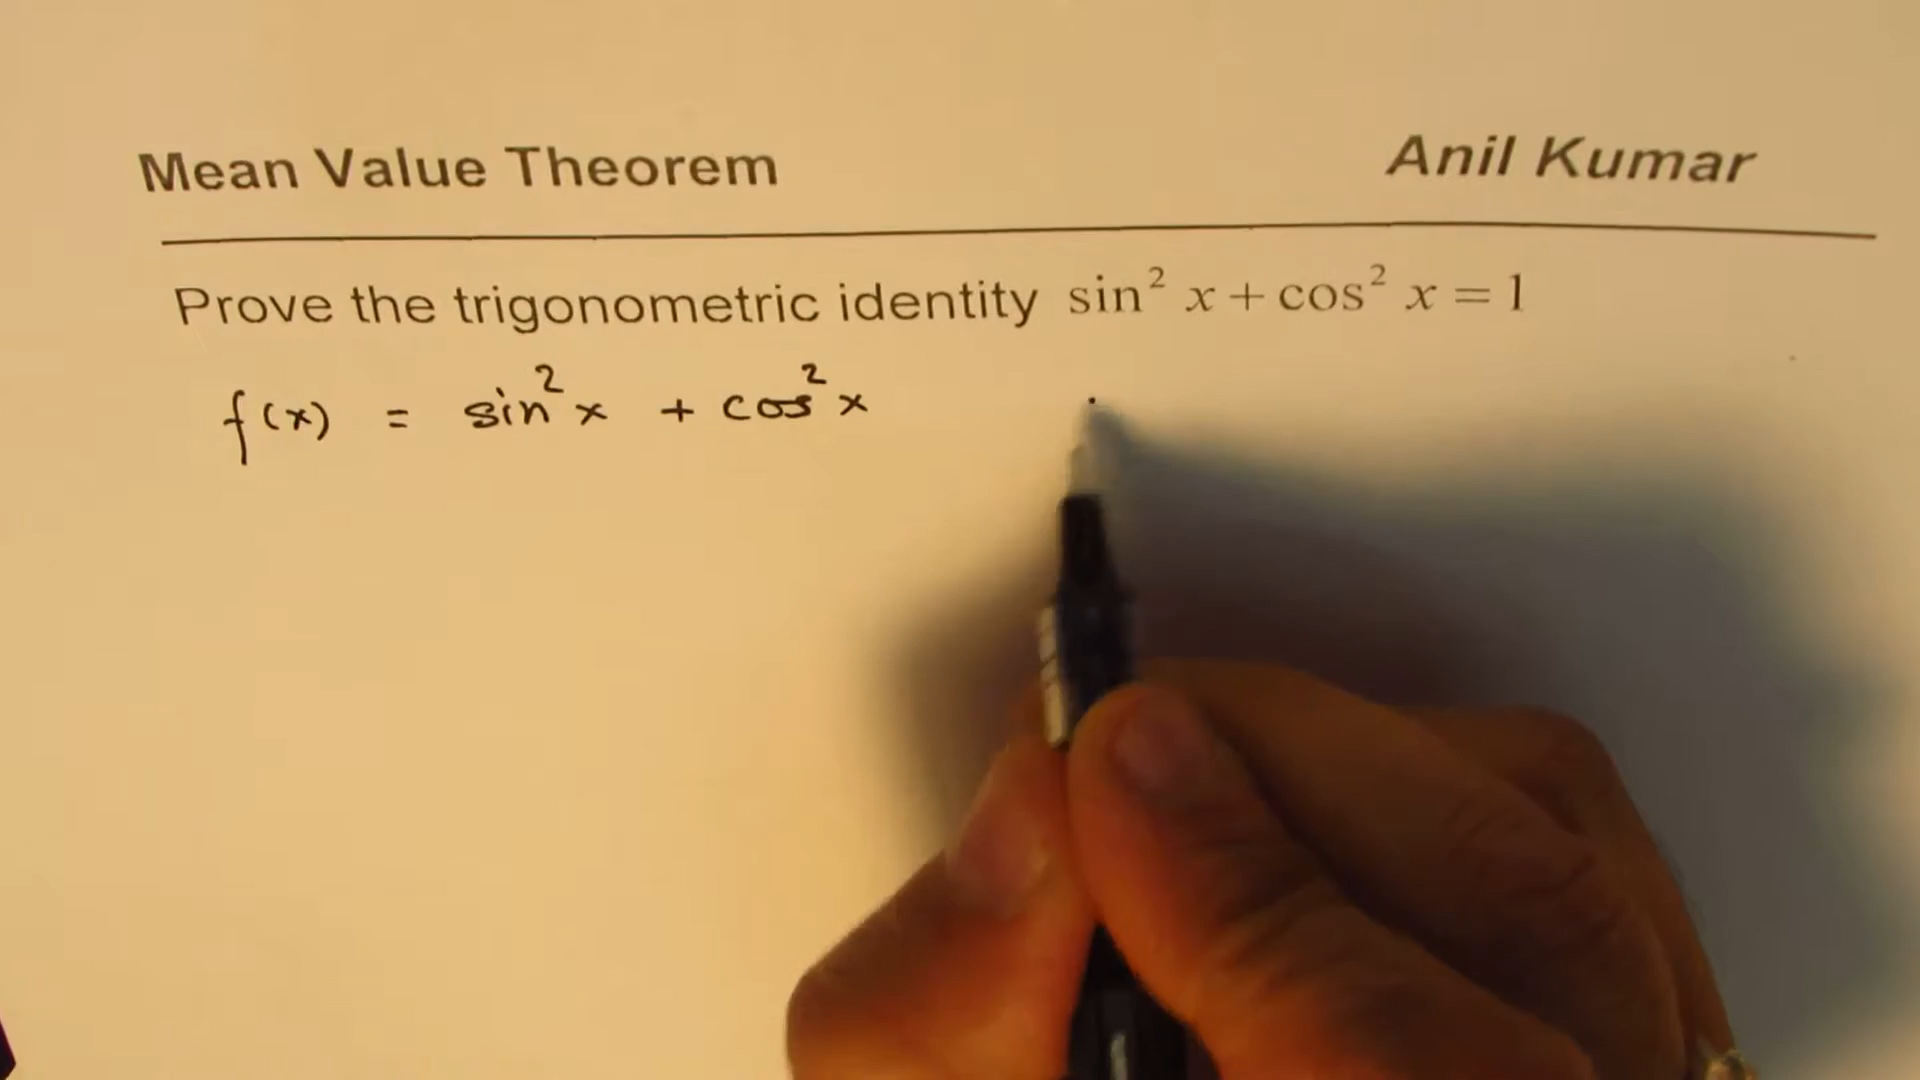 Mean Value Theorem Anil Kumar
Prove the trigonometric identity sin² x + cos² x = 1
f(x) = sin²x + cos²x